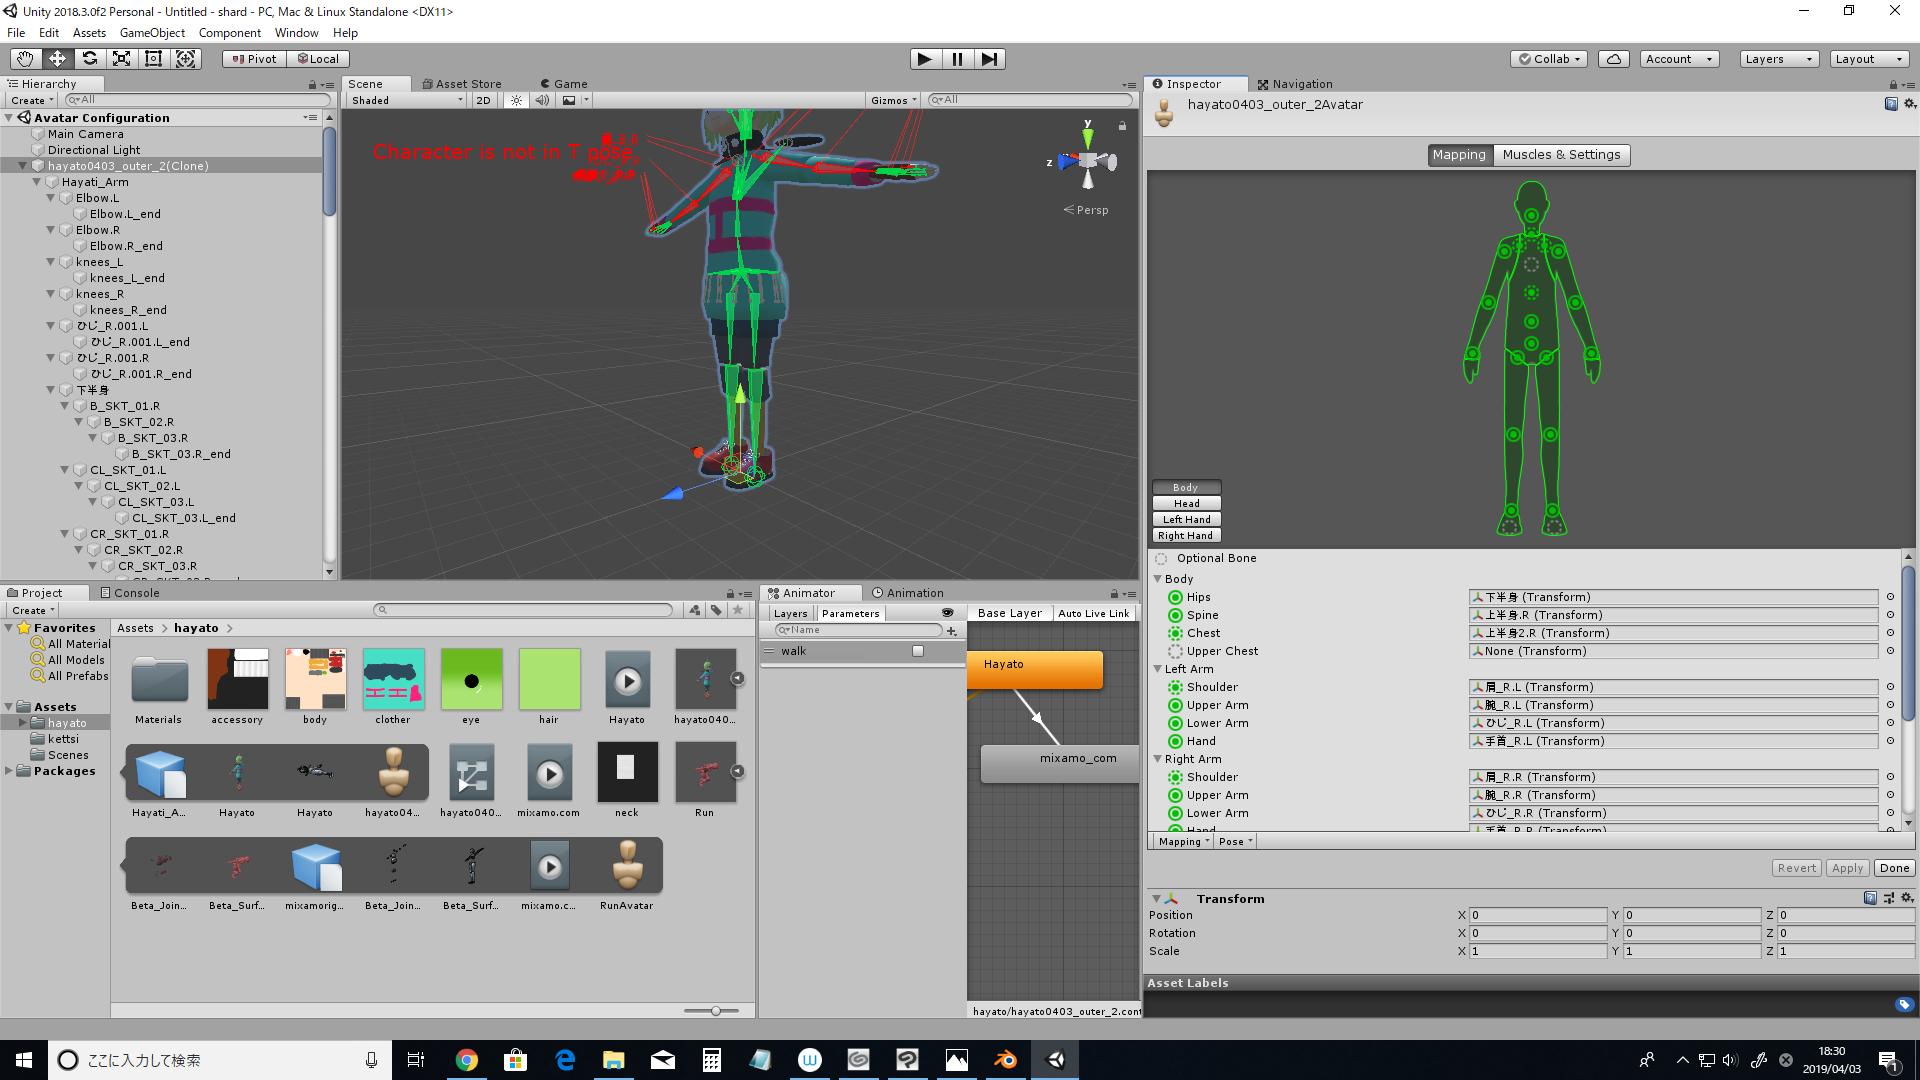 Unity 2018.3.0f2 Personal - Untitled - shard - PC, Mac & Linux Standalone <DX11>
File Edit Assets GameObject Component Window Help
Pivot Local
Collab Account Layers Layout
Hierarchy
Create All
Avatar Configuration
Main Camera
Directional Light
hayato0403_outer_2(Clone)
Hayati_Arm
Elbow.L
Elbow.L_end
Elbow.R
Elbow.R_end
knees_L
knees_L_end
knees_R
knees_R_end
ひじ_R.001.L
ひじ_R.001.L_end
ひじ_R.001.R
ひじ_R.001.R_end
下半身
B_SKT_01.R
B_SKT_02.R
B_SKT_03.R
B_SKT_03.R_end
CL_SKT_01.L
CL_SKT_02.L
CL_SKT_03.L
CL_SKT_03.L_end
CR_SKT_01.R
CR_SKT_02.R
CR_SKT_03.R
Scene Asset Store Game
Shaded 2D Gizmos All
Character is not in T pose
y
z
Persp
Inspector Navigation
hayato0403_outer_2Avatar
Mapping Muscles & Settings
Body
Head
Left Hand
Right Hand
Optional Bone
Body
Hips 下半身 (Transform)
Spine 上半身.R (Transform)
Chest 上半身2.R (Transform)
Upper Chest None (Transform)
Left Arm
Shoulder 肩_R.L (Transform)
Upper Arm 腕_R.L (Transform)
Lower Arm ひじ_R.L (Transform)
Hand 手首_R.L (Transform)
Right Arm
Shoulder 肩_R.R (Transform)
Upper Arm 腕_R.R (Transform)
Lower Arm ひじ_R.R (Transform)
Hand 手首_R.R (Transform)
Mapping Pose
Revert Apply Done
Transform
Position X 0 Y 0 Z 0
Rotation X 0 Y 0 Z 0
Scale X 1 Y 1 Z 1
Asset Labels
Project Console
Create
Favorites
All Material
All Models
All Prefabs
Assets
hayato
kettsi
Scenes
Packages
Assets hayato
Materials accessory body clother eye hair Hayato hayato040...
Hayati_A... Hayato Hayato hayato04... hayato040... mixamo.com neck Run
Beta_Join... Beta_Surf... mixamorig... Beta_Join... Beta_Surf... mixamo.c... RunAvatar
Animator Animation
Layers Parameters
Base Layer Auto Live Link
Name
walk
Hayato
mixamo_com
hayato/hayato0403_outer_2.cont
ここに入力して検索
18:30
2019/04/03
1